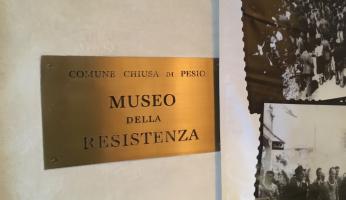 COMUNE CHIUSA DI PESIO
MUSEO
DELLA
RESISTENZA